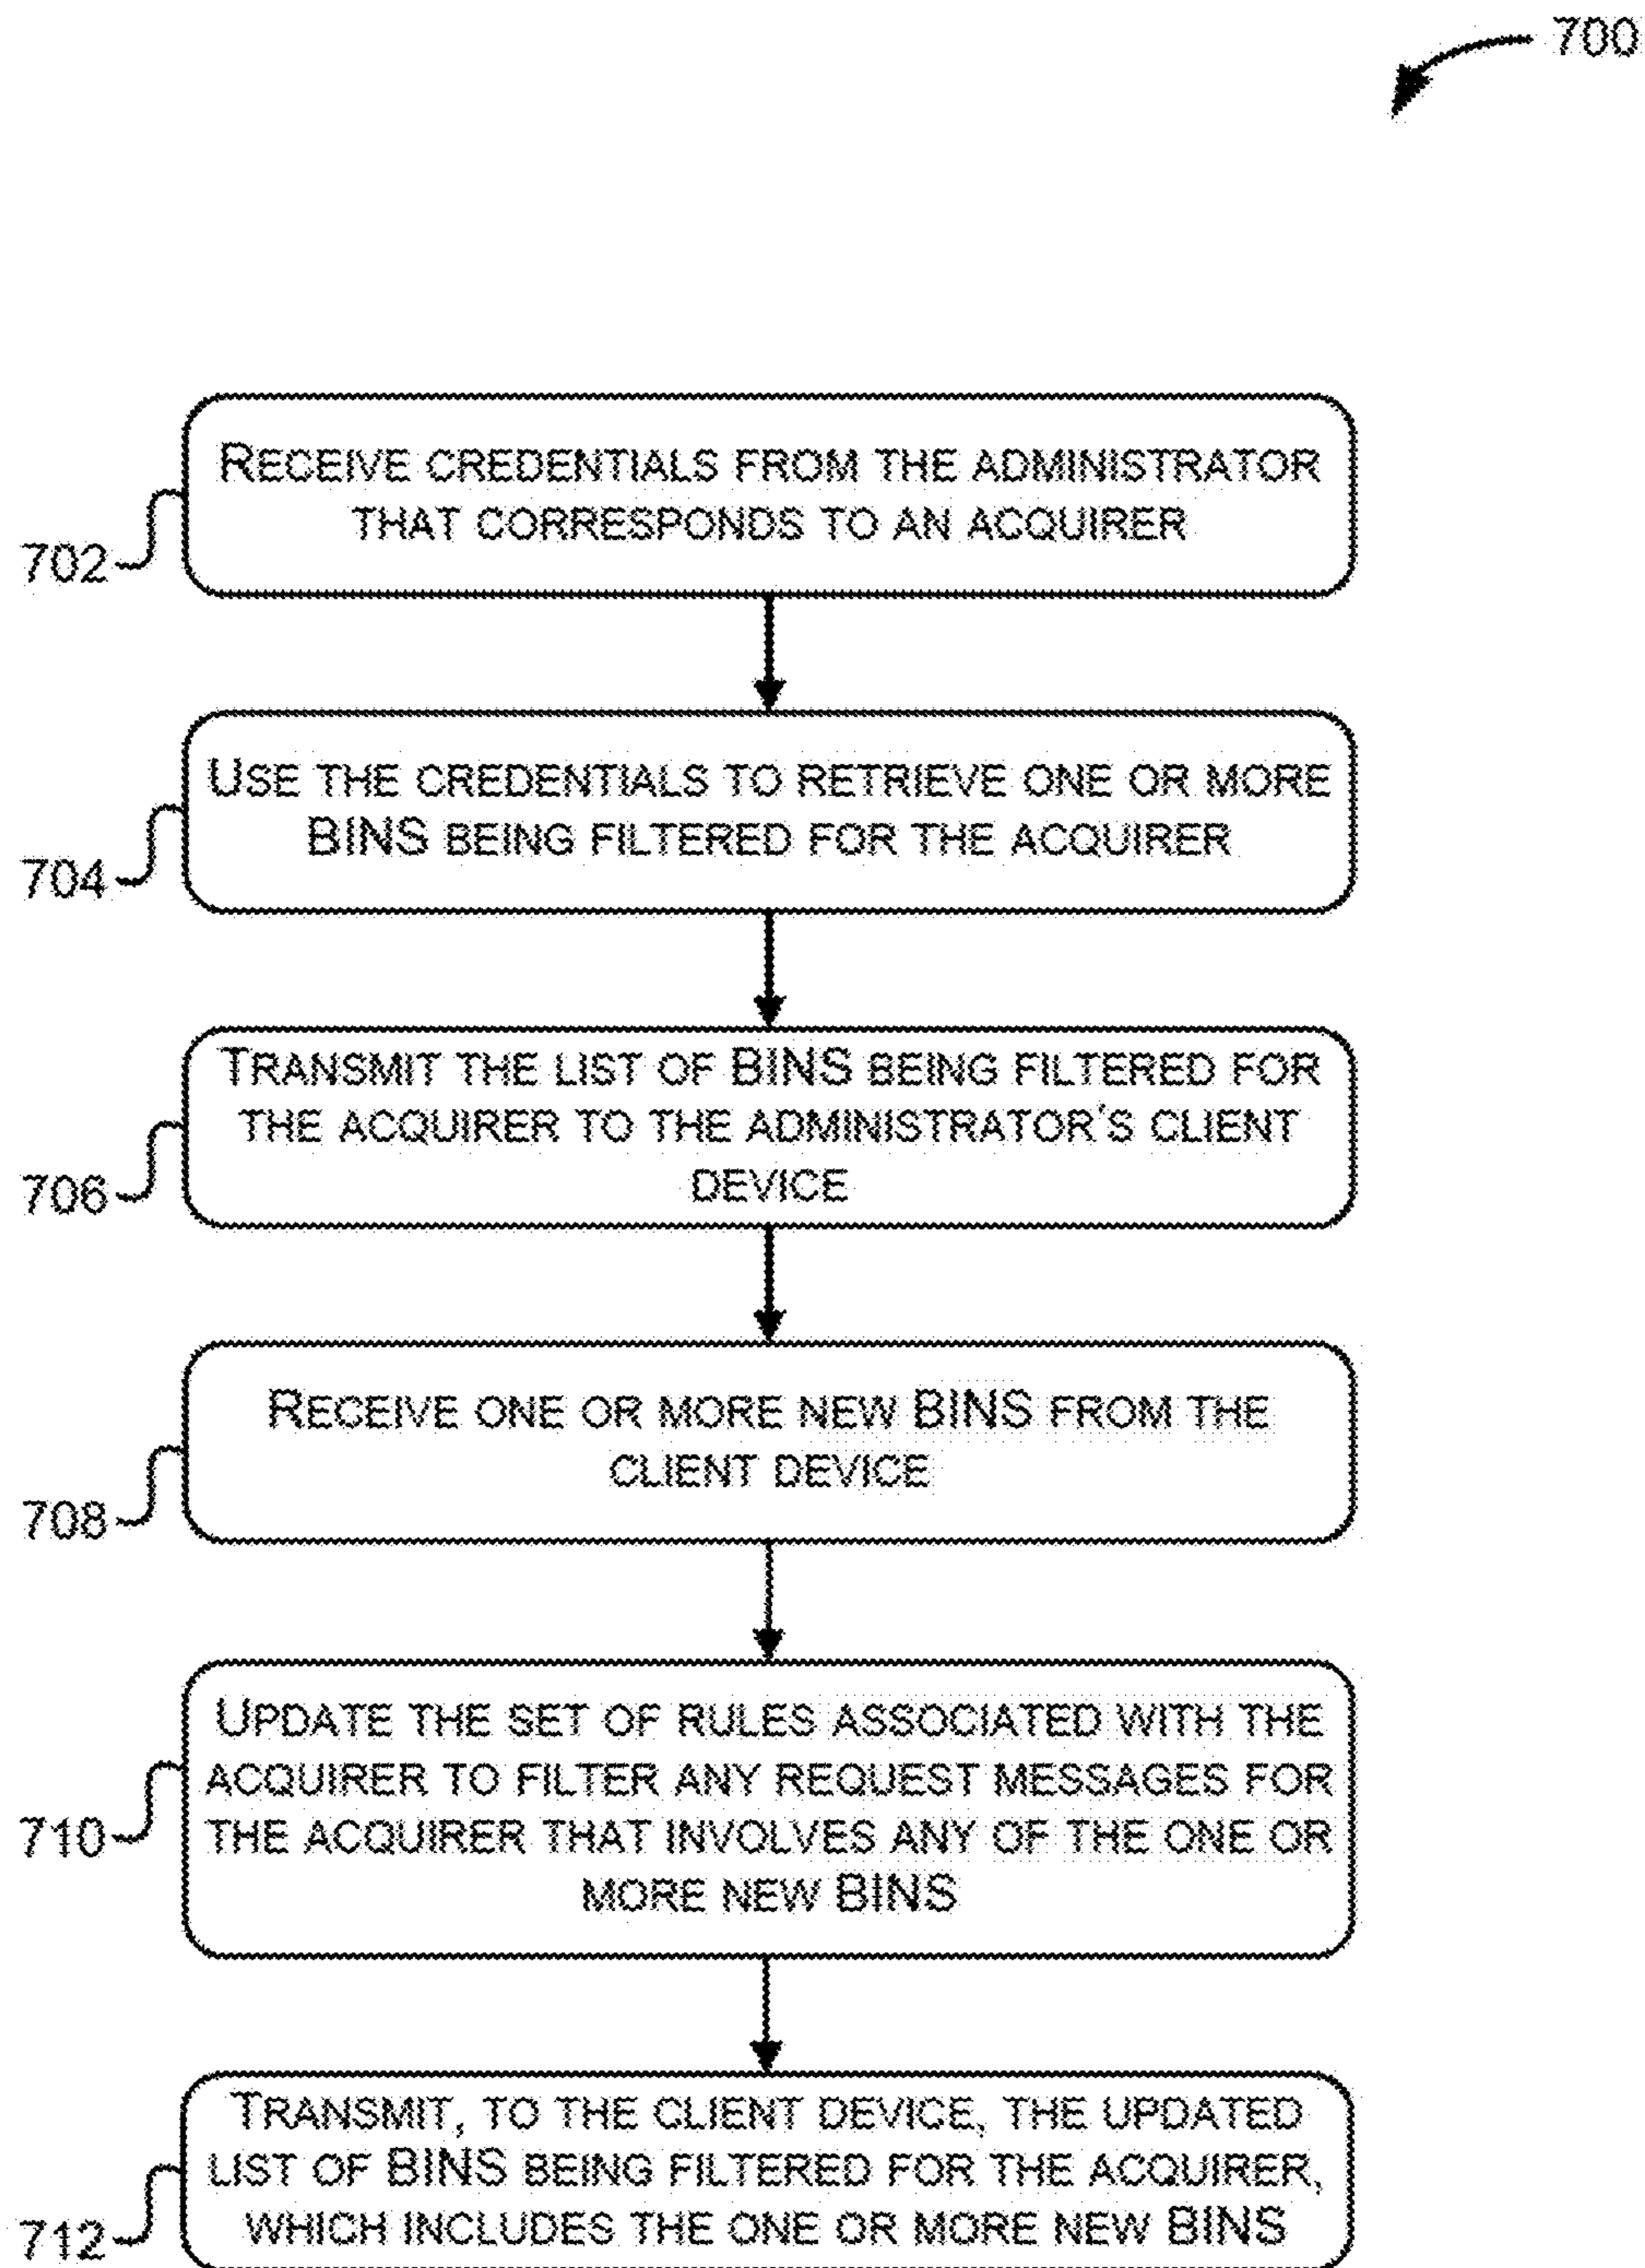 700
RECEIVE CREDENTIALS FROM THE ADMINISTRATOR
THAT CORRESPONDS TO AN ACQUIRER
702
USE THE CREDENTIALS TO RETRIEVE ONE OR MORE
BINS BEING FILTERED FOR THE ACQUIRER
704
TRANSMIT THE LIST OF BINS BEING FILTERED FOR
THE ACQUIRER TO THE ADMINISTRATOR'S CLIENT
DEVICE
706
RECEIVE ONE OR MORE NEW BINS FROM THE
CLIENT DEVICE
708
UPDATE THE SET OF RULES ASSOCIATED WITH THE
ACQUIRER TO FILTER ANY REQUEST MESSAGES FOR
THE ACQUIRER THAT INVOLVES ANY OF THE ONE OR
MORE NEW BINS
710
TRANSMIT, TO THE CLIENT DEVICE, THE UPDATED
LIST OF BINS BEING FILTERED FOR THE ACQUIRER,
WHICH INCLUDES THE ONE OR MORE NEW BINS
712